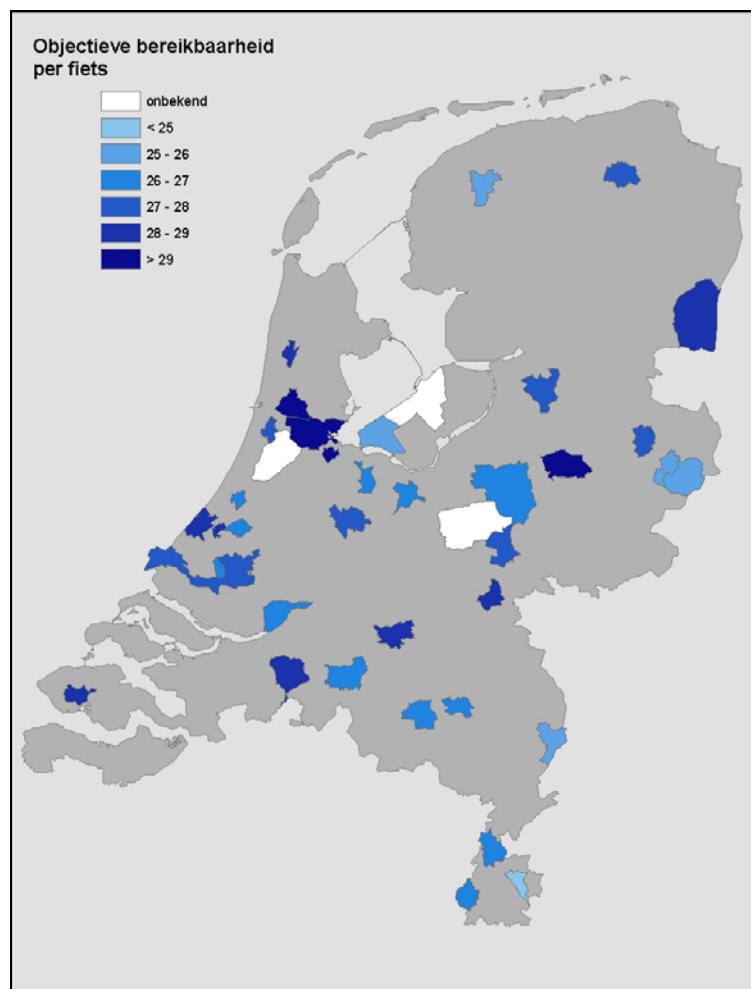 Objectieve bereikbaarheid
per fiets
onbekend
< 25
25 - 26
26 - 27
27 - 28
28 - 29
> 29